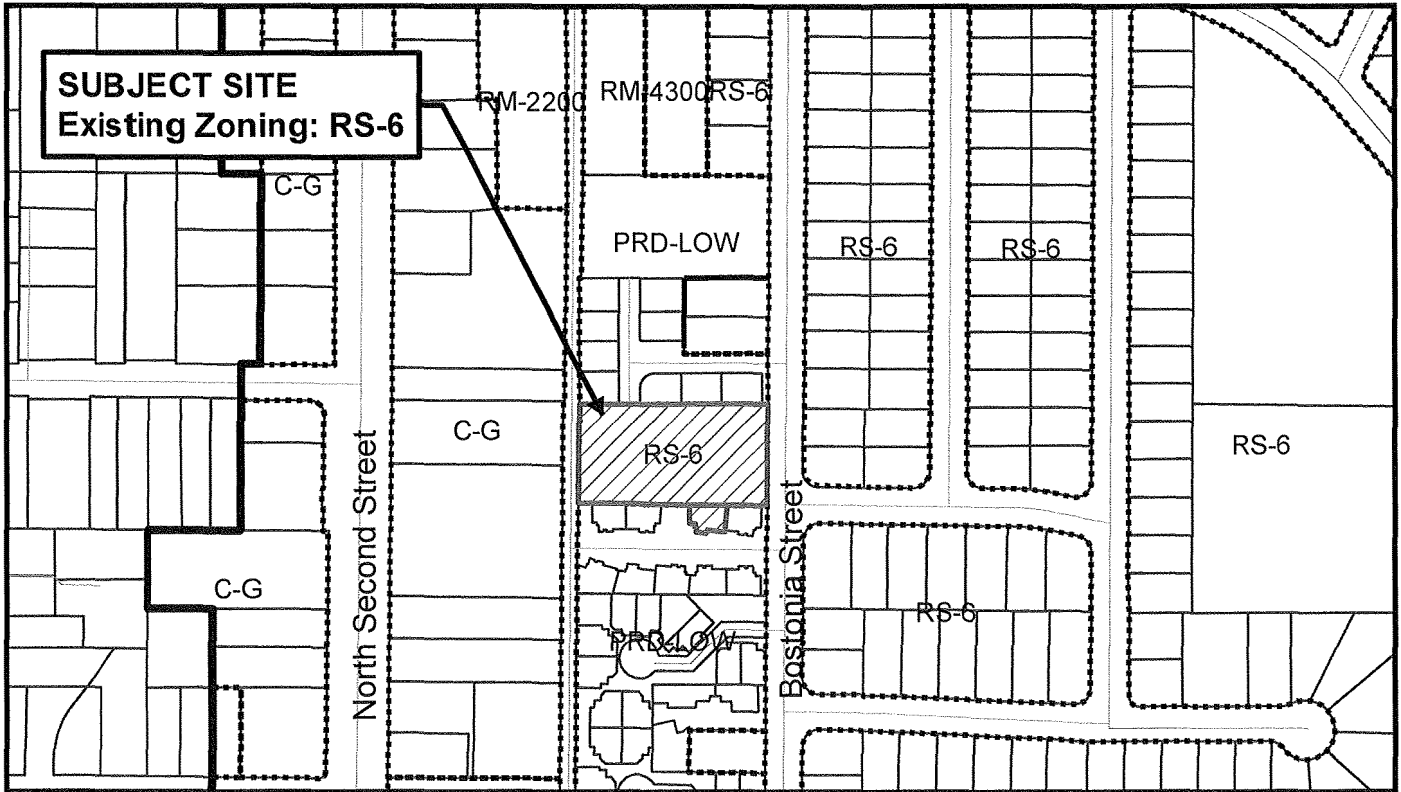 SUBJECT SITE
Existing Zoning: RS-6
RM-2200
RM-4300
RS-6
C-G
PRD-LOW
RS-6
RS-6
C-G
RS-6
RS-6
North Second Street
Bostonia Street
C-G
RS-6
PRD-LOW